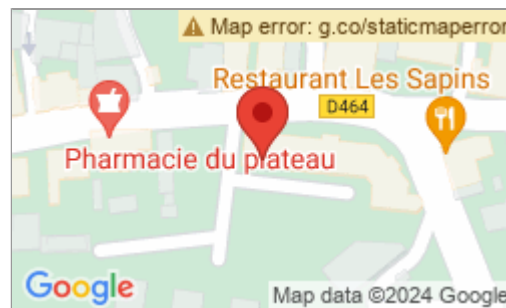 Map error: g.co/staticmaperror
Restaurant Les Sapins
D464
Pharmacie du plateau
Google
Map data ©2024 Google